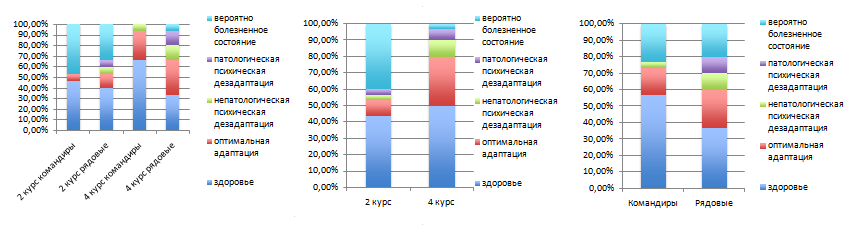 100,00%
90,00%
80,00%
70,00%
60,00%
50,00%
40,00%
30,00%
20,00%
10,00%
0,00%
2 курс командиры
2 курс рядовые
4 курс командиры
4 курс рядовые
вероятно
болезненное
состояние
патологическая
психическая
дезадаптация
непатологическая
психическая
дезадаптация
оптимальная
адаптация
здоровье
100,00%
90,00%
80,00%
70,00%
60,00%
50,00%
40,00%
30,00%
20,00%
10,00%
0,00%
2 курс
4 курс
вероятно
болезненное
состояние
патологическая
психическая
дезадаптация
непатологическая
психическая
дезадаптация
оптимальная
адаптация
здоровье
100,00%
90,00%
80,00%
70,00%
60,00%
50,00%
40,00%
30,00%
20,00%
10,00%
0,00%
Командиры
Рядовые
вероятно
болезненное
состояние
патологическая
психическая
дезадаптация
непатологическая
психическая
дезадаптация
оптимальная
адаптация
здоровье